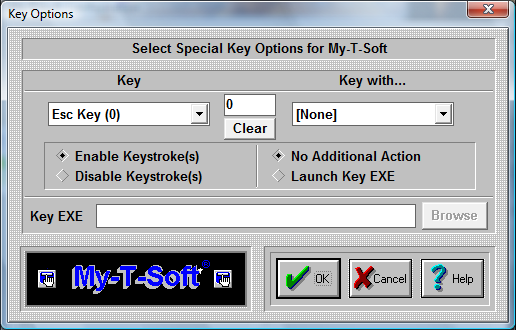 Key Options
Select Special Key Options for My-T-Soft
Key
Key with...
Esc Key (0)
0
[None]
Clear
Enable Keystroke(s)
No Additional Action
Disable Keystroke(s)
Launch Key EXE
Key EXE
Browse
My-T-Soft
OK
Cancel
Help